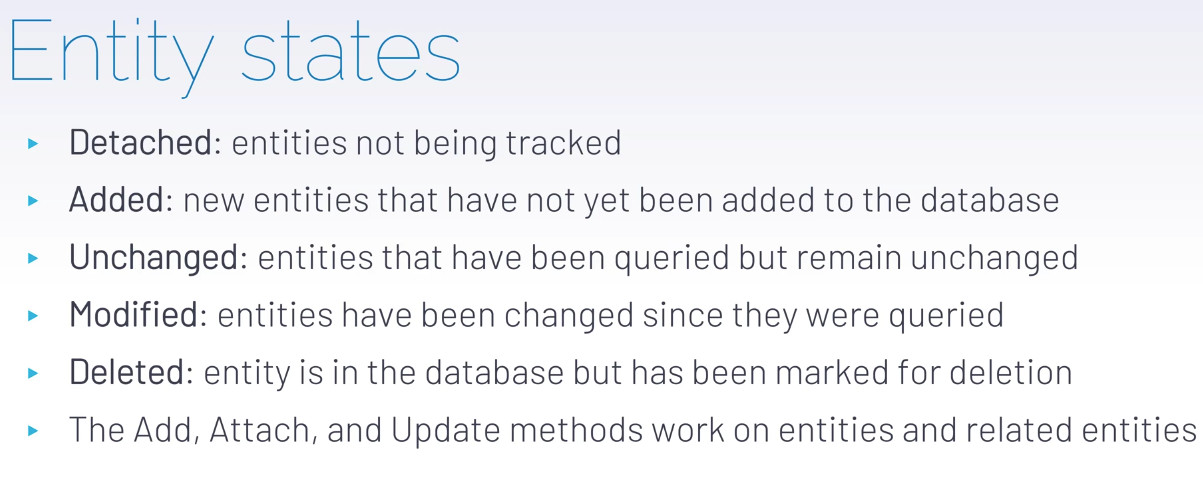 Entity states
Detached: entities not being tracked
Added: new entities that have not yet been added to the database
Unchanged: entities that have been queried but remain unchanged
Modified: entities have been changed since they were queried
Deleted: entity is in the database but has been marked for deletion
The Add, Attach, and Update methods work on entities and related entities